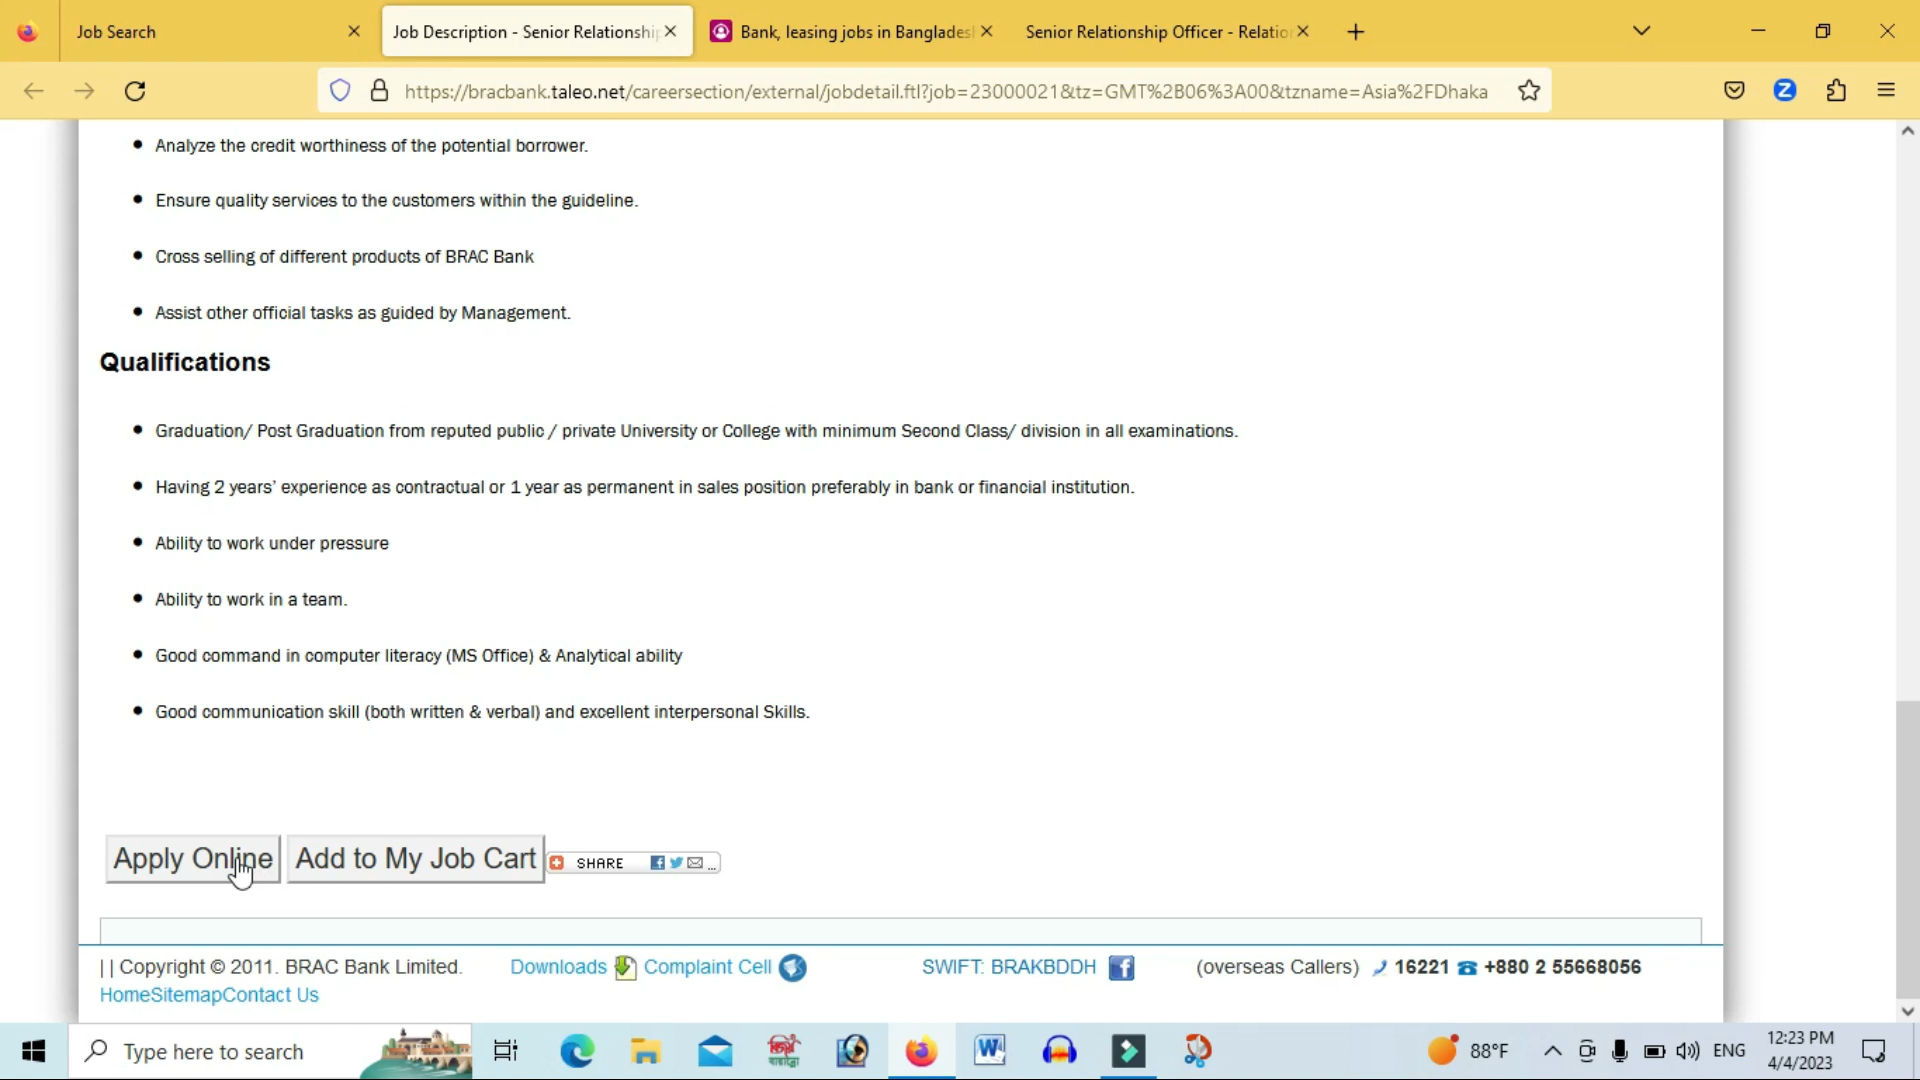 Job Search
Job Description - Senior Relationship
Bank, leasing jobs in Banglades
Senior Relationship Officer - Relatio
https://bracbank.taleo.net/careersection/external/jobdetail.ftl?job=23000021&tz=GMT%2B06%3A00&tzname=Asia%2FDhaka
Z
Analyze the credit worthiness of the potential borrower.
Ensure quality services to the customers within the guideline.
Cross selling of different products of BRAC Bank
Assist other official tasks as guided by Management.
Qualifications
Graduation/ Post Graduation from reputed public / private University or College with minimum Second Class/ division in all examinations.
Having 2 years’ experience as contractual or 1 year as permanent in sales position preferably in bank or financial institution.
Ability to work under pressure
Ability to work in a team.
Good command in computer literacy (MS Office) & Analytical ability
Good communication skill (both written & verbal) and excellent interpersonal Skills.
Apply Online Add to My Job Cart SHARE ...
| | Copyright © 2011. BRAC Bank Limited. Downloads Complaint Cell SWIFT: BRAKBDDH (overseas Callers) 16221 +880 2 55668056
HomeSitemapContact Us
Type here to search 88°F ENG 12:23 PM
4/4/2023